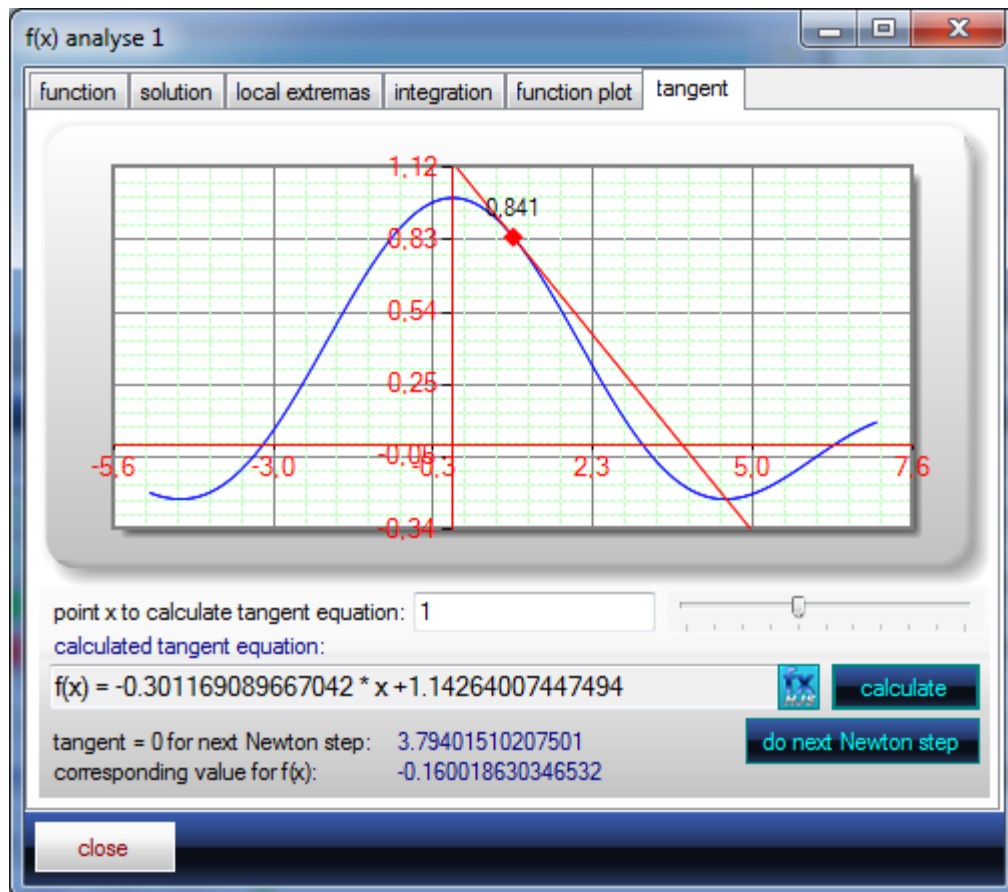 f(x) analyse 1
function solution local extremas integration function plot tangent
1,12
0,841
0,83
0,54
0,25
-0,06
-5,6 -3,0 -0,3 2,3 5,0 7,6
-0,34
point x to calculate tangent equation: 1
calculated tangent equation:
f(x) = -0.301169089667042 * x +1.14264007447494 calculate
tangent = 0 for next Newton step: 3.79401510207501 do next Newton step
corresponding value for f(x): -0.160018630346532
close